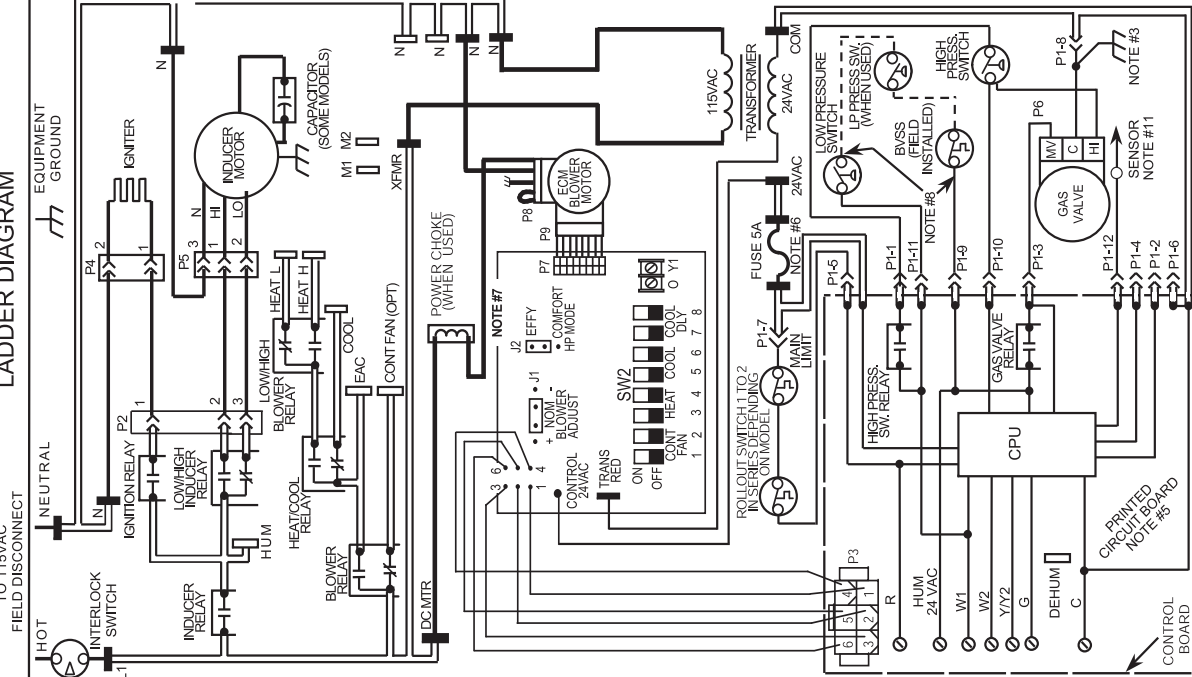 LADDER DIAGRAM
TO 115VAC
FIELD DISCONNECT
HOT
NEUTRAL
EQUIPMENT
GROUND
INTERLOCK
SWITCH
L1
N
N
N
N
N
N
IGNITER
P4
2
1
P2
1
2
3
P5
3
1
2
N
HI
LO
INDUCER
MOTOR
CAPACITOR
(SOME MODELS)
M1
M2
XFMR
IGNITION RELAY
LOW/HIGH
INDUCER
RELAY
INDUCER
RELAY
HUM
HEAT L
HEAT H
COOL
LOW/HIGH
BLOWER
RELAY
HEAT/COOL
RELAY
EAC
CONT FAN (OPT)
BLOWER
RELAY
DC MTR
POWER CHOKE
(WHEN USED)
P8
ECM
BLOWER
MOTOR
P9
P7
NOTE #7
J2
EFFY
COMFORT
HP MODE
J1
+ NOM -
BLOWER
ADJUST
6
3
4
1
CONTROL
24VAC
TRANS
RED
O
Y1
SW2
ON
OFF
CONT
FAN
HEAT
COOL
COOL
DLY
1
2
3
4
5
6
7
8
115VAC
TRANSFORMER
24VAC
COM
24VAC
FUSE 5A
NOTE #6
P1-7
MAIN
LIMIT
ROLLOUT SWITCH 1 TO 2
IN SERIES DEPENDING
ON MODEL
P3
4
1
5
2
6
3
LOW PRESSURE
SWITCH
LP PRESS SW.
(WHEN USED)
BVSS
(FIELD
INSTALLED)
NOTE #8
HIGH
PRESS.
SWITCH
P1-8
NOTE #3
P6
MV
C
HI
GAS
VALVE
SENSOR
NOTE #11
P1-5
P1-1
P1-11
P1-9
P1-10
P1-3
P1-12
P1-4
P1-2
P1-6
HIGH PRESS.
SW. RELAY
GAS VALVE
RELAY
CPU
PRINTED
CIRCUIT BOARD
NOTE #5
R
HUM
24 VAC
W1
W2
Y/Y2
G
DEHUM
C
CONTROL
BOARD